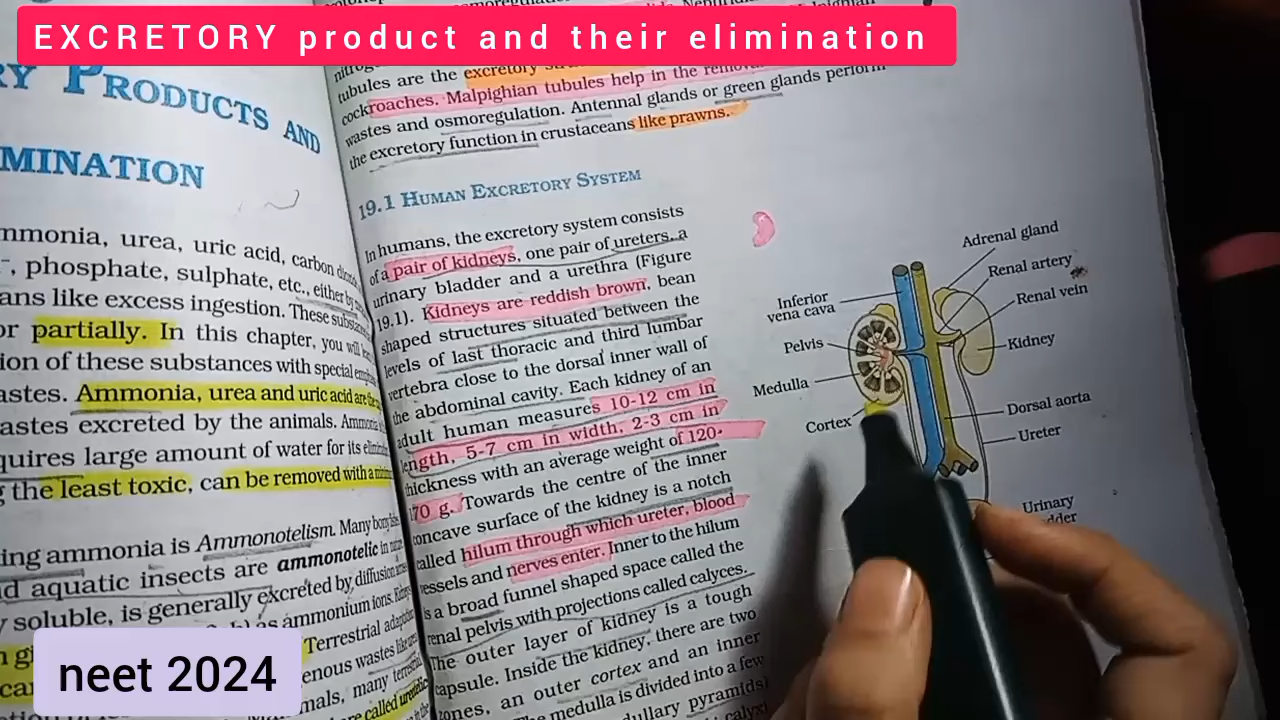 EXCRETORY product and their elimination
RY PRODUCTS AND
MINATION
mmonia, urea, uric acid, carbon
phosphate, sulphate, etc., either by
ans like excess ingestion. These
or partially. In this chapter, you will
ion of these substances with special
astes. Ammonia, urea and uric acid are the
astes excreted by the animals.
quires large amount of water for its
g the least toxic, can be removed with a
ing ammonia is Ammonotelism. Many bony
nd aquatic insects are ammonotelic in
y soluble, is generally excreted by diffusion
as ammonium ions.
Terrestrial
enous wastes like
mals, many
are called
neet 2024
tubules are the excretory
cockroaches. Malpighian tubules help in the
wastes and osmoregulation. Antennal glands or green glands perform
the excretory function in crustaceans like prawns.
19.1 HUMAN EXCRETORY SYSTEM
In humans, the excretory system consists
of a pair of kidneys, one pair of ureters, a
urinary bladder and a urethra (Figure
19.1). Kidneys are reddish brown, bean
shaped structures situated between the
levels of last thoracic and third lumbar
vertebra close to the dorsal inner wall of
the abdominal cavity. Each kidney of an
adult human measures 10-12 cm in
length, 5-7 cm in width, 2-3 cm in
thickness with an average weight of 120-
170 g. Towards the centre of the inner
concave surface of the kidney is a notch
called hilum through which ureter, blood
vessels and nerves enter. Inner to the hilum
is a broad funnel shaped space called the
renal pelvis with projections called calyces.
The outer layer of kidney is a tough
capsule. Inside the kidney, there are two
zones, an outer cortex and an inner
The medulla is divided into a few
dullary pyramids)
Adrenal gland
Renal artery
Renal vein
Inferior
vena cava
Pelvis
Kidney
Medulla
Dorsal aorta
Cortex
Ureter
Urinary
dder